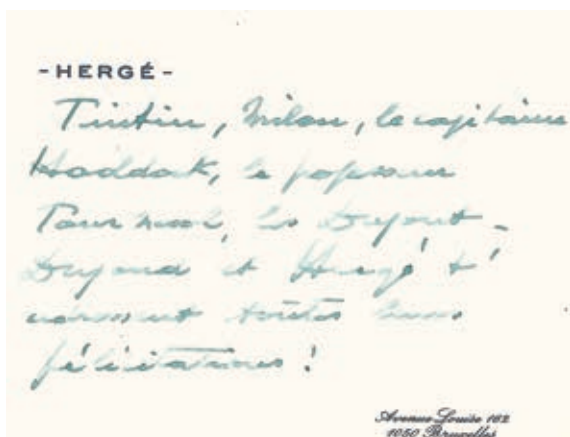 -HERGÉ-
Tintin, Milou, le capitaine
Haddock, le professeur
Tournesol, les Dupont-
Dupond et Hergé t'
adressent toutes leurs
félicitations !
Avenue Louise 162
1050 Bruxelles